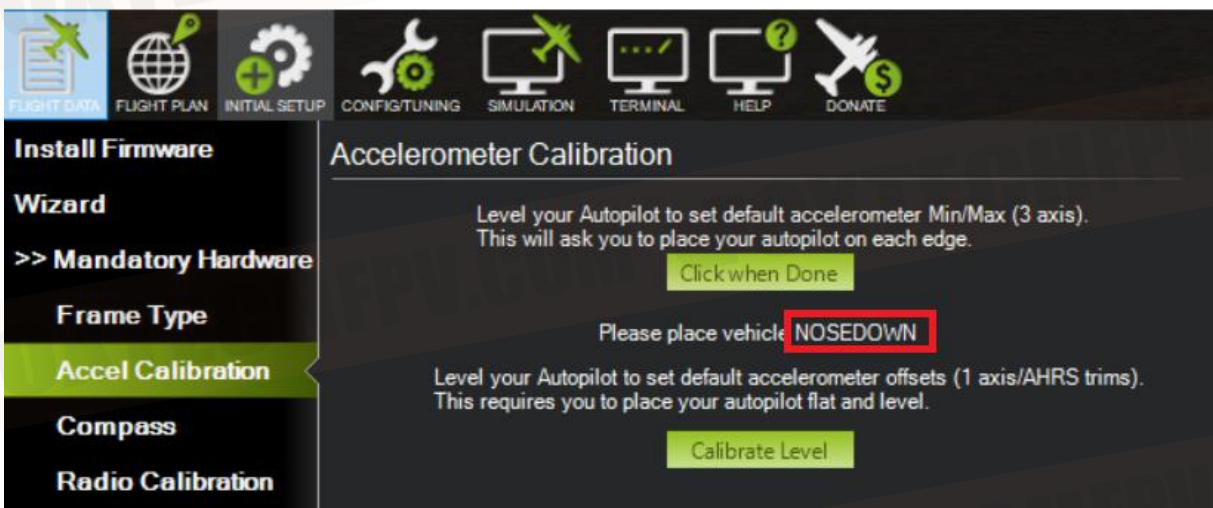 FLIGHT DATA
FLIGHT PLAN
INITIAL SETUP
CONFIG/TUNING
SIMULATION
TERMINAL
HELP
DONATE
Install Firmware
Wizard
>> Mandatory Hardware
Frame Type
Accel Calibration
Compass
Radio Calibration
Accelerometer Calibration
Level your Autopilot to set default accelerometer Min/Max (3 axis).
This will ask you to place your autopilot on each edge.
Click when Done
Please place vehicle NOSEDOWN
Level your Autopilot to set default accelerometer offsets (1 axis/AHRS trims).
This requires you to place your autopilot flat and level.
Calibrate Level